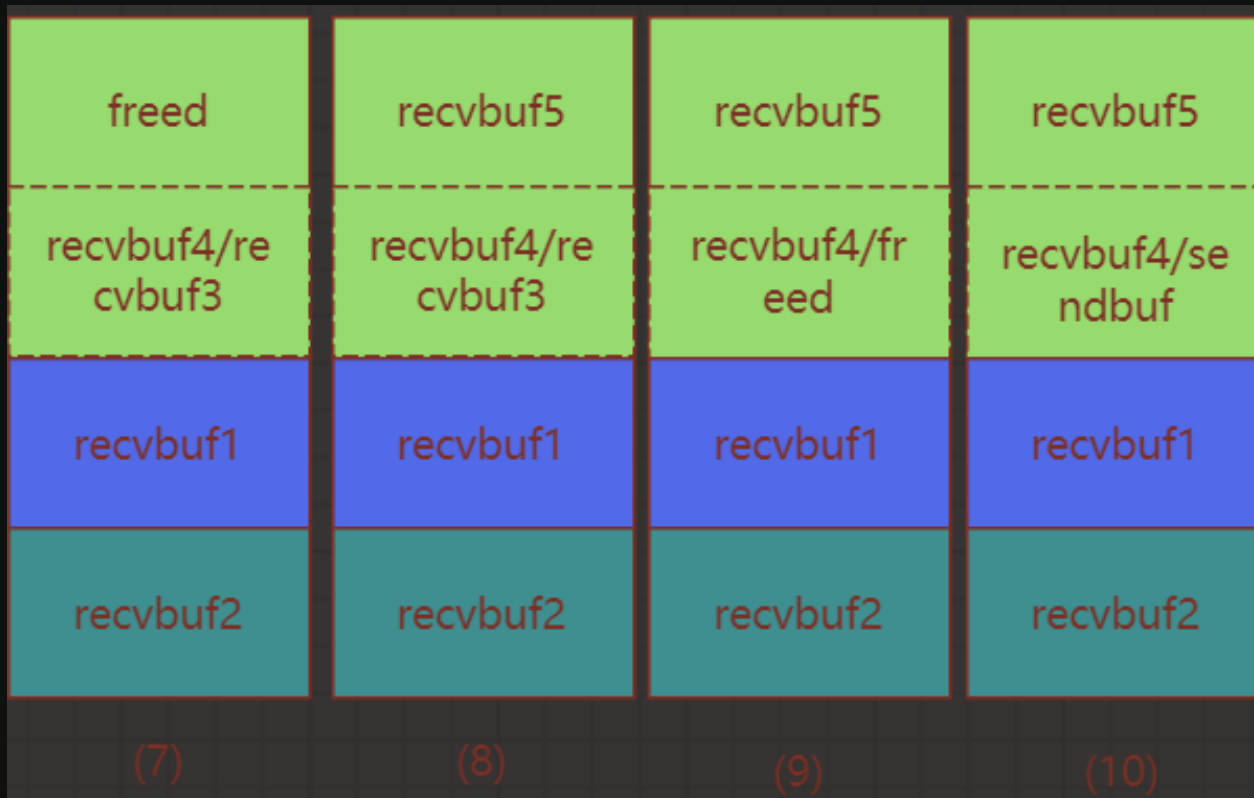 freed
recvbuf5
recvbuf5
recvbuf5
recvbuf4/re
cvbuf3
recvbuf4/re
cvbuf3
recvbuf4/fr
eed
recvbuf4/se
ndbuf
recvbuf1
recvbuf1
recvbuf1
recvbuf1
recvbuf2
recvbuf2
recvbuf2
recvbuf2
(7)
(8)
(9)
(10)